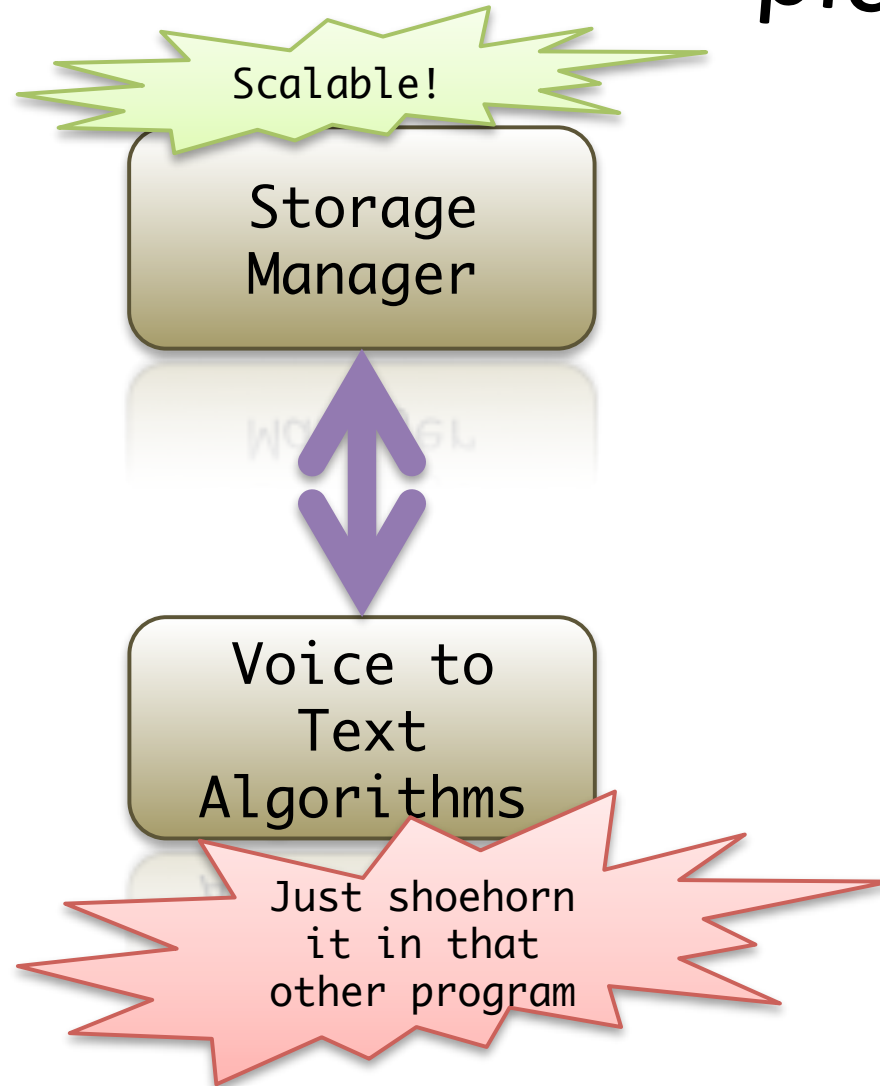 Scalable!
Storage
Manager
Voice to
Text
Algorithms
Just shoehorn
it in that
other program